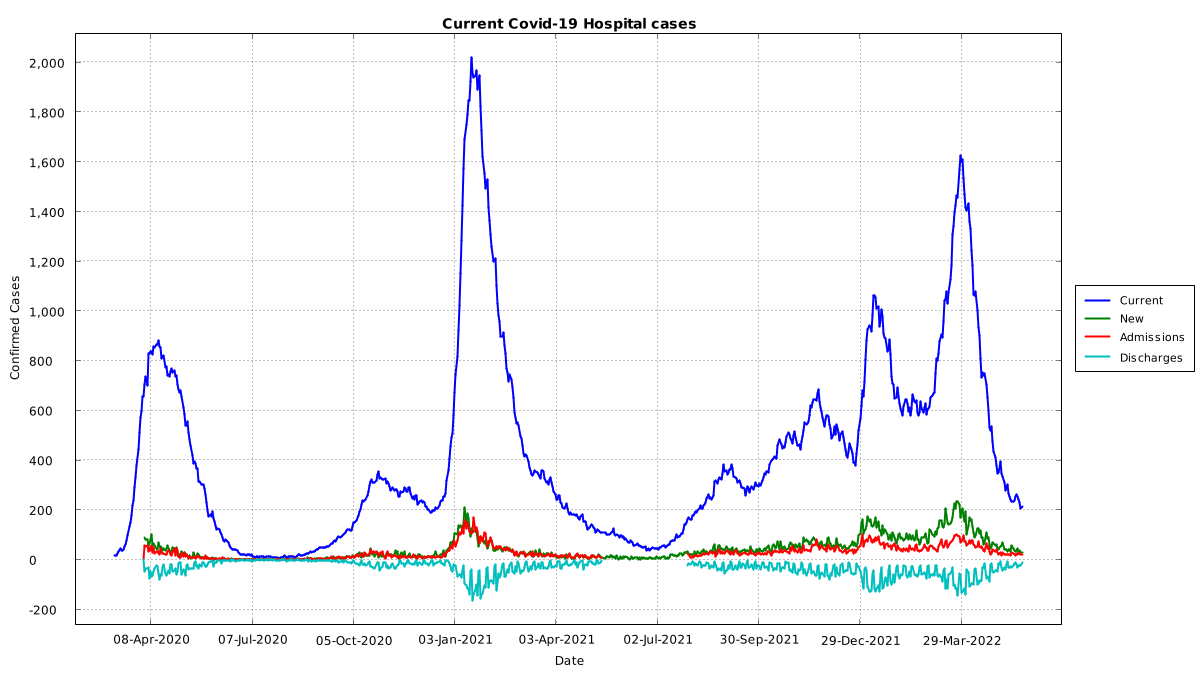 Current Covid-19 Hospital cases
2,000
1,800
1,600
1,400
1,200
1,000
800
600
400
200
0
-200
Confirmed Cases
08-Apr-2020 07-Jul-2020 05-Oct-2020 03-Jan-2021 03-Apr-2021 02-Jul-2021 30-Sep-2021 29-Dec-2021 29-Mar-2022
Date
Current
New
Admissions
Discharges